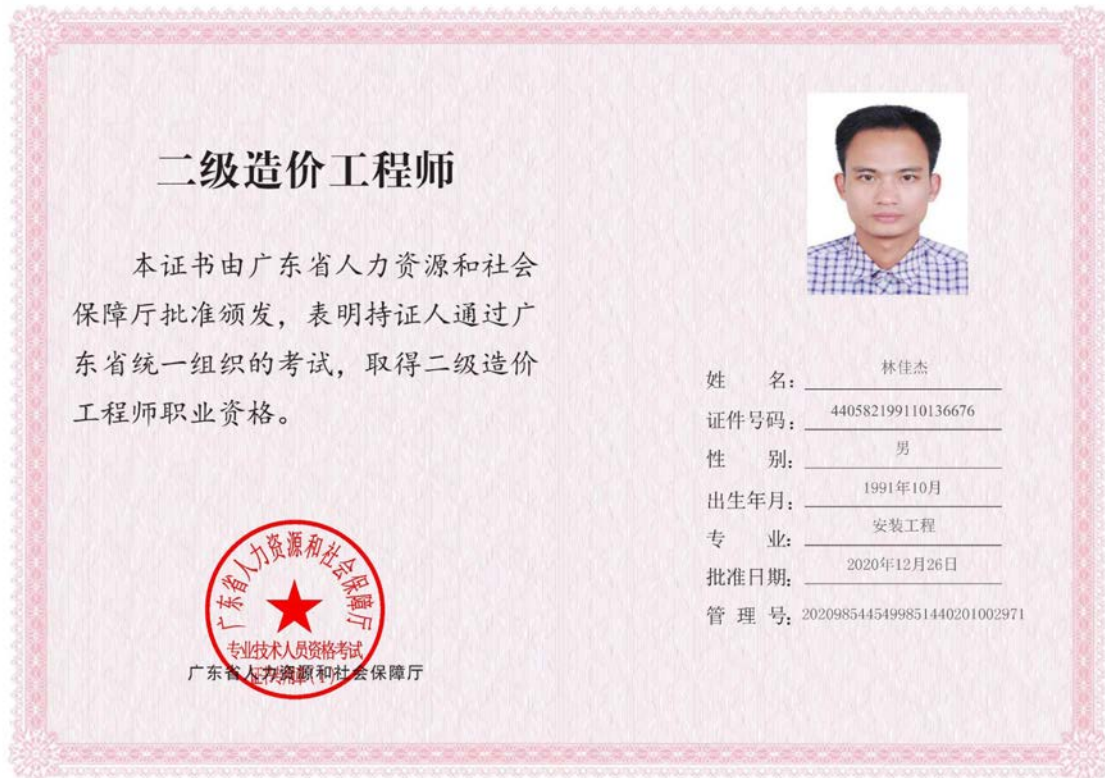 二级造价工程师
本证书由广东省人力资源和社会
保障厅批准颁发，表明持证人通过广
东省统一组织的考试，取得二级造价
工程师职业资格。
广东省人力资源和社会保障厅
专业技术人员资格考试
广东省人力资源和社会保障厅
姓 名：林佳杰
证件号码：440582199110136676
性 别：男
出生年月：1991年10月
专 业：安装工程
批准日期：2020年12月26日
管 理 号：20209854454999851440201002971